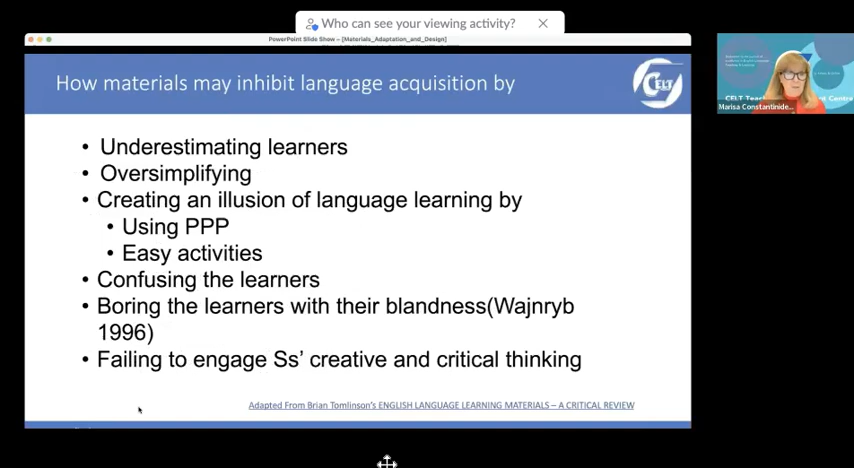 Who can see your viewing activity?
PowerPoint Slide Show – [Materials_Adaptation_and_Design]
How materials may inhibit language acquisition by
CELT
• Underestimating learners
• Oversimplifying
• Creating an illusion of language learning by
• Using PPP
• Easy activities
• Confusing the learners
• Boring the learners with their blandness(Wajnryb
1996)
• Failing to engage Ss’ creative and critical thinking
Adapted From Brian Tomlinson's ENGLISH LANGUAGE LEARNING MATERIALS – A CRITICAL REVIEW
CELT Teac
nt Centre
Marisa Constantinide...